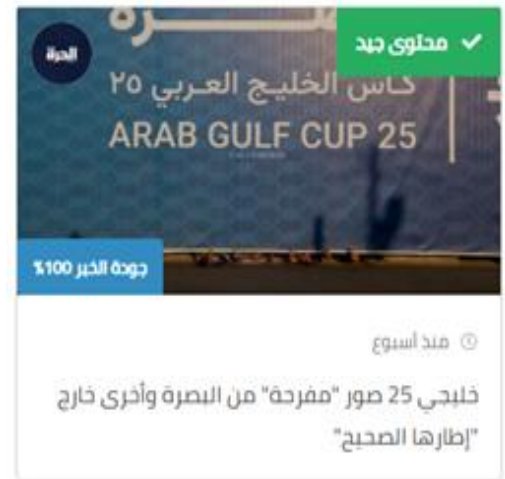 محتوى جيد
الحرة
كاس الخليج العربي ٢٥
ARAB GULF CUP 25
جودة الخبر 100%
منذ أسبوع
خليجي 25 صور "مفرحة" من البصرة وأخرى خارج
"إطارها الصحيح"